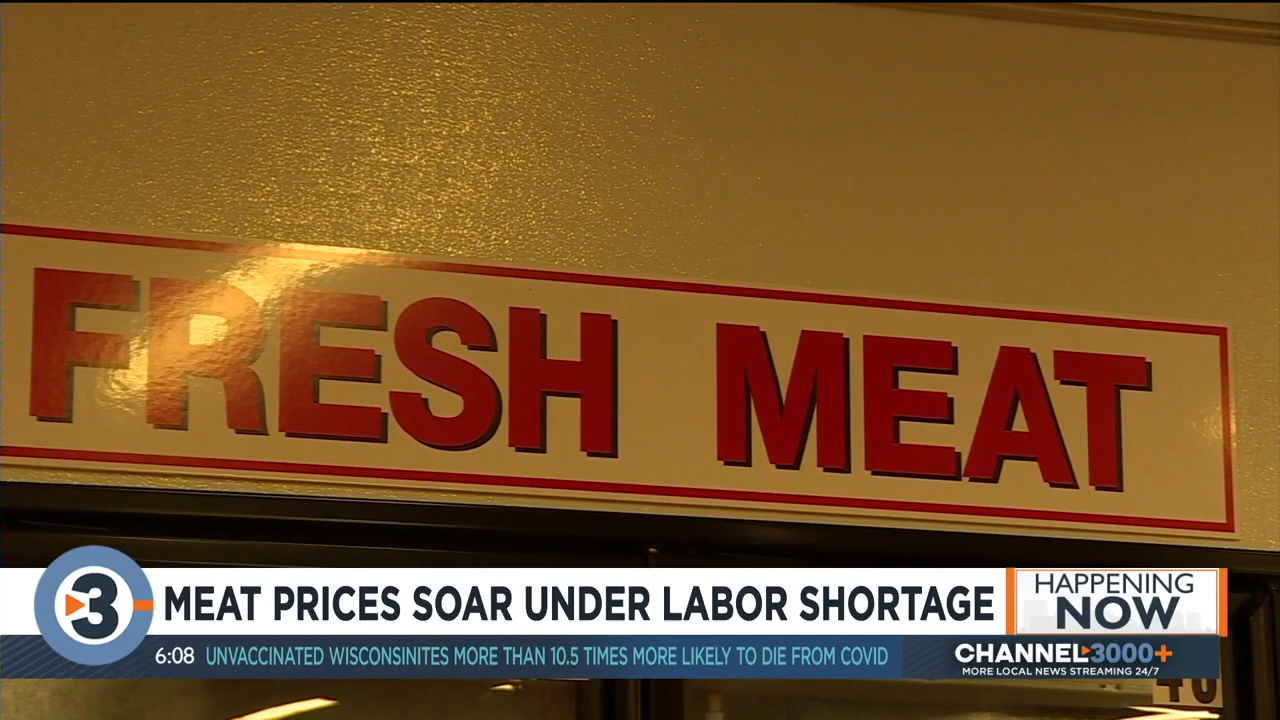 FRESH MEAT
3
MEAT PRICES SOAR UNDER LABOR SHORTAGE
HAPPENING
NOW
6:08 UNVACCINATED WISCONSINITES MORE THAN 10.5 TIMES MORE LIKELY TO DIE FROM COVID
CHANNEL3000+
MORE LOCAL NEWS STREAMING 24/7